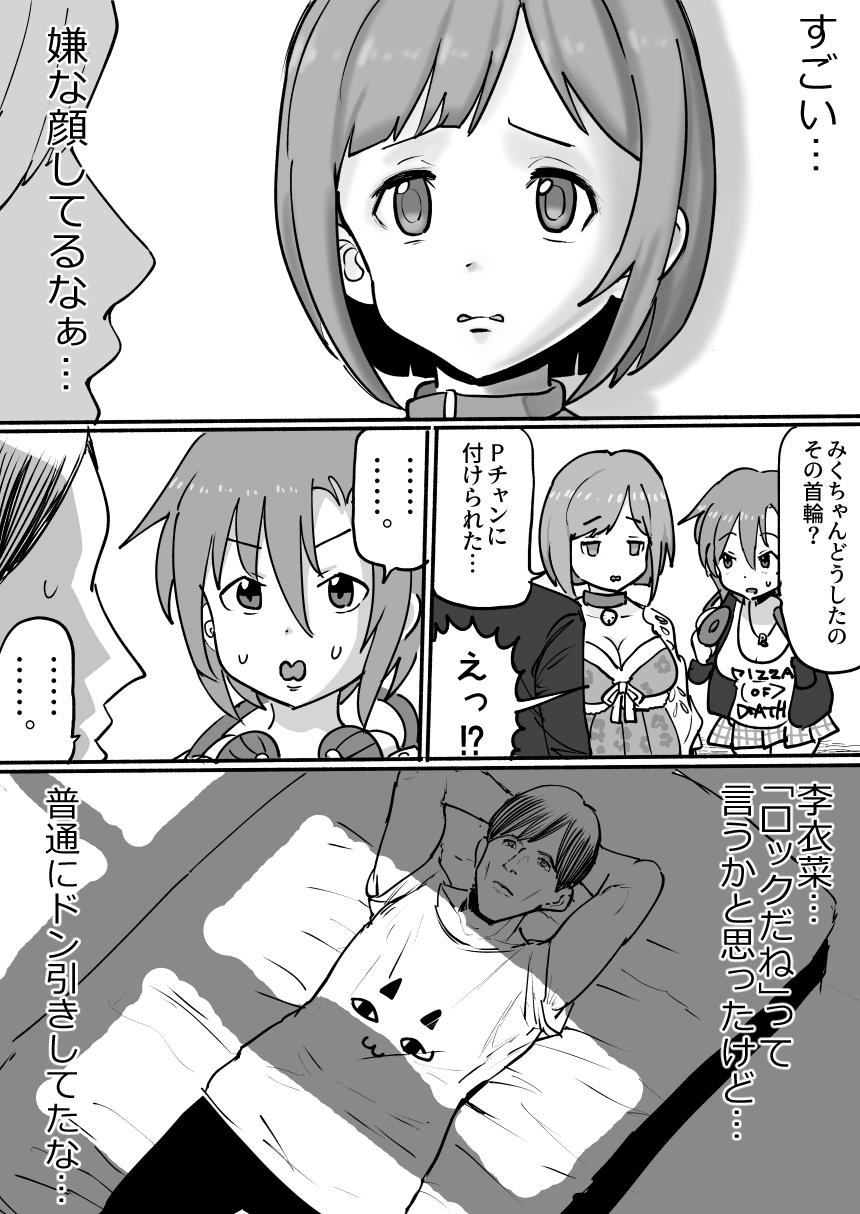 すごい…
嫌な顔してるなぁ…
みくちゃんどうしたの
その首輪？
Ｐチャンに
付けられた…
えっ!?
PIZZA
(OF)
DEATH
……
……。
……
……。
李衣菜…
「ロックだね」って
言うかと思ったけど…
普通にドン引きしてたな…